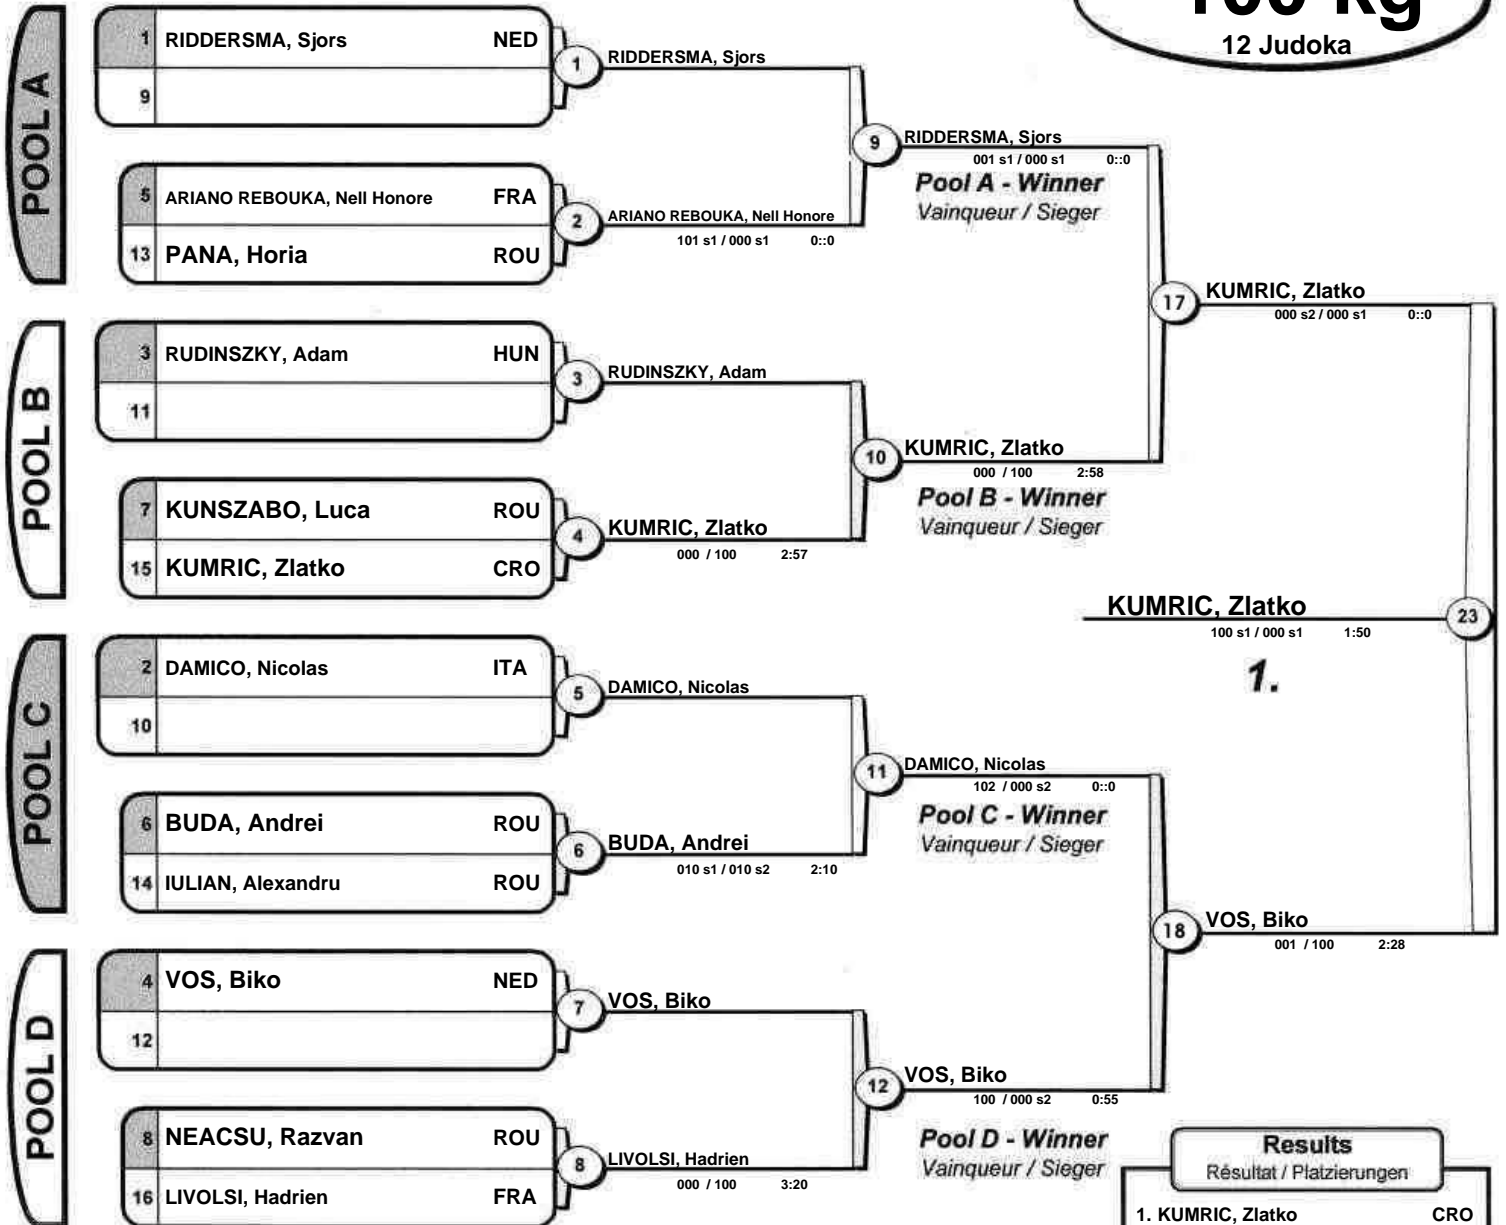 100 kg
12 Judoka
POOL A
1 RIDDERSMA, Sjors NED
9
1 RIDDERSMA, Sjors
5 ARIANO REBOUKA, Nell Honore FRA
13 PANA, Horia ROU
2 ARIANO REBOUKA, Nell Honore
101 s1 / 000 s1 0::0
9 RIDDERSMA, Sjors
001 s1 / 000 s1 0::0
Pool A - Winner
Vainqueur / Sieger
POOL B
3 RUDINSZKY, Adam HUN
11
3 RUDINSZKY, Adam
7 KUNSZABO, Luca ROU
15 KUMRIC, Zlatko CRO
4 KUMRIC, Zlatko
000 / 100 2:57
10 KUMRIC, Zlatko
000 / 100 2:58
Pool B - Winner
Vainqueur / Sieger
17 KUMRIC, Zlatko
000 s2 / 000 s1 0::0
KUMRIC, Zlatko 23
100 s1 / 000 s1 1:50
1.
POOL C
2 DAMICO, Nicolas ITA
10
5 DAMICO, Nicolas
6 BUDA, Andrei ROU
14 IULIAN, Alexandru ROU
6 BUDA, Andrei
010 s1 / 010 s2 2:10
11 DAMICO, Nicolas
102 / 000 s2 0::0
Pool C - Winner
Vainqueur / Sieger
18 VOS, Biko
001 / 100 2:28
POOL D
4 VOS, Biko NED
12
7 VOS, Biko
8 NEACSU, Razvan ROU
16 LIVOLSI, Hadrien FRA
8 LIVOLSI, Hadrien
000 / 100 3:20
12 VOS, Biko
100 / 000 s2 0:55
Pool D - Winner
Vainqueur / Sieger
Results
Résultat / Platzierungen
1. KUMRIC, Zlatko CRO